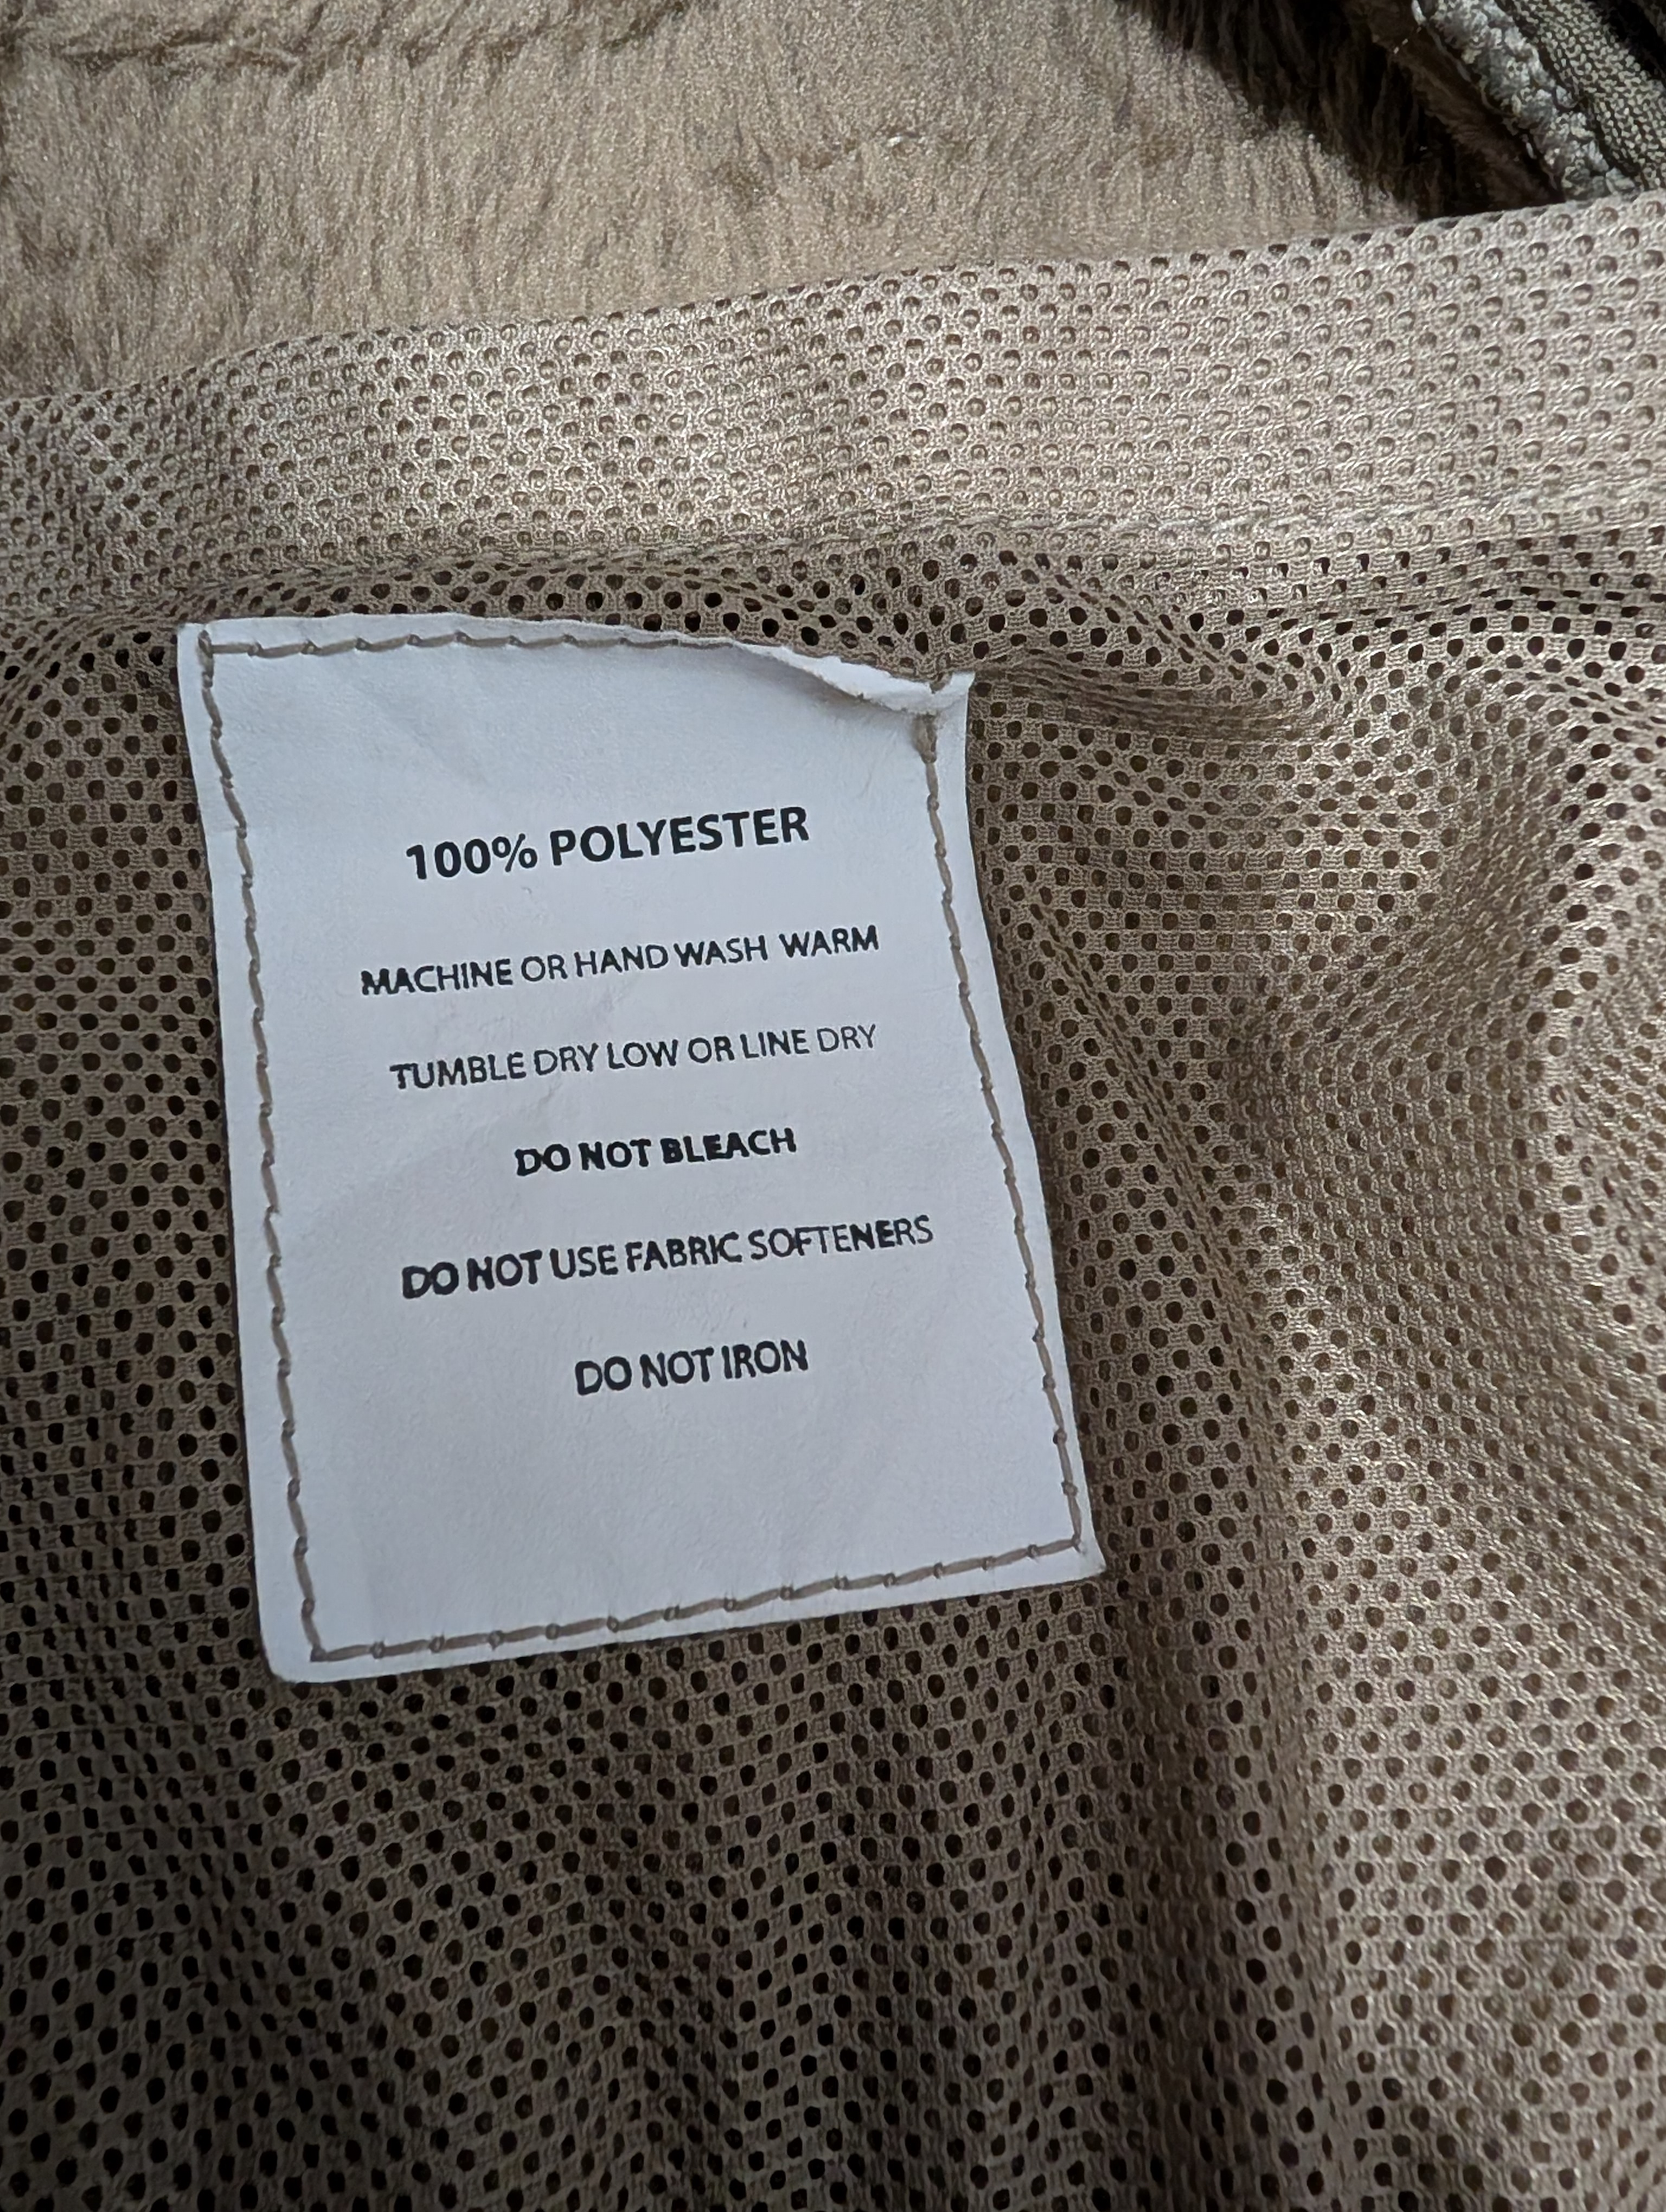 100% POLYESTER
MACHINE OR HAND WASH WARM
TUMBLE DRY LOW OR LINE DRY
DO NOT BLEACH
DO NOT USE FABRIC SOFTENERS
DO NOT IRON